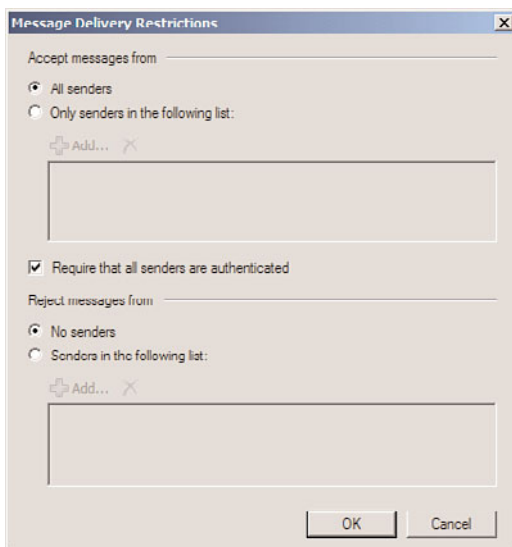 Message Delivery Restrictions
Accept messages from
All senders
Only senders in the following list:
Add...
Require that all senders are authenticated
Reject messages from
No senders
Senders in the following list:
Add...
OK Cancel